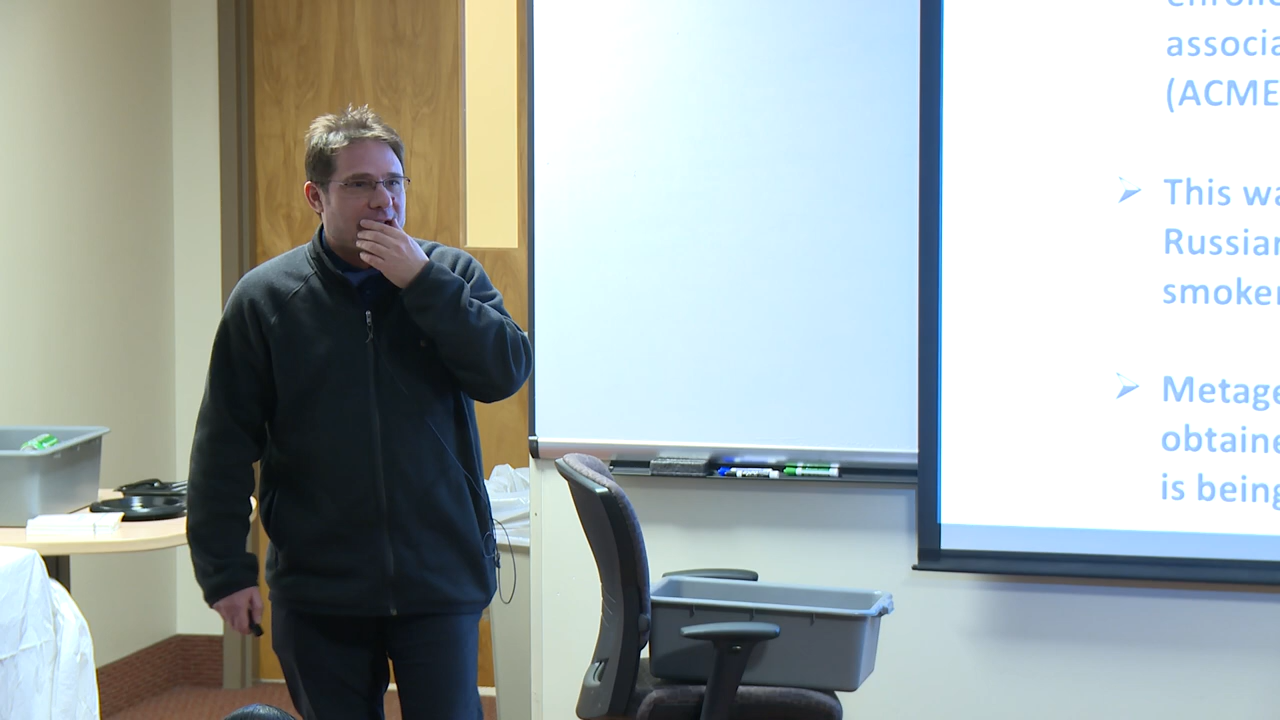 associa
(ACME
This wa
Russian
smoker
Metage
obtaine
is being